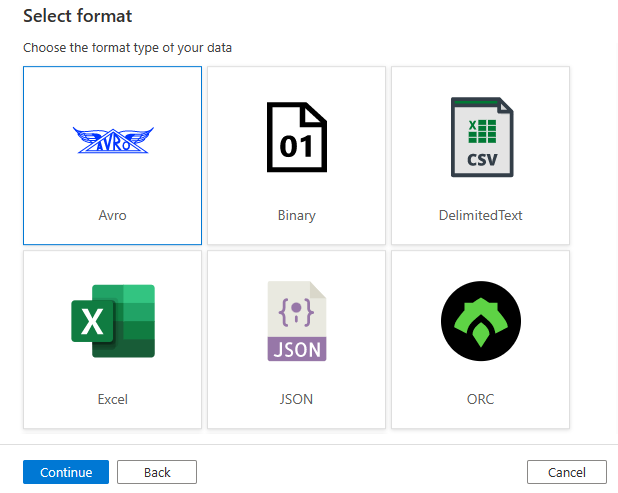 Select format
Choose the format type of your data
AVRO
Avro
01
Binary
X
CSV
DelimitedText
X
Excel
{;}
JSON
JSON
ORC
Continue
Back
Cancel